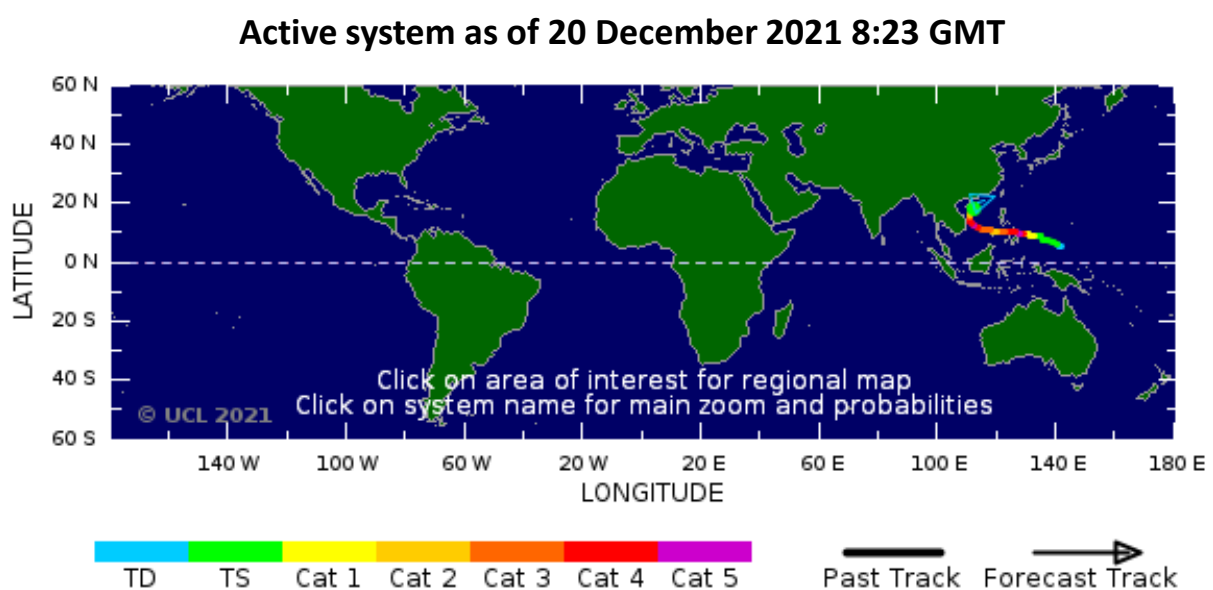 Active system as of 20 December 2021 8:23 GMT
60 N
40 N
20 N
0 N
20 S
40 S
60 S
LATITUDE
Click on area of interest for regional map
Click on system name for main zoom and probabilities
© UCL 2021
140 W 100 W 60 W 20 W 20 E 60 E 100 E 140 E 180 E
LONGITUDE
TD TS Cat 1 Cat 2 Cat 3 Cat 4 Cat 5 Past Track Forecast Track